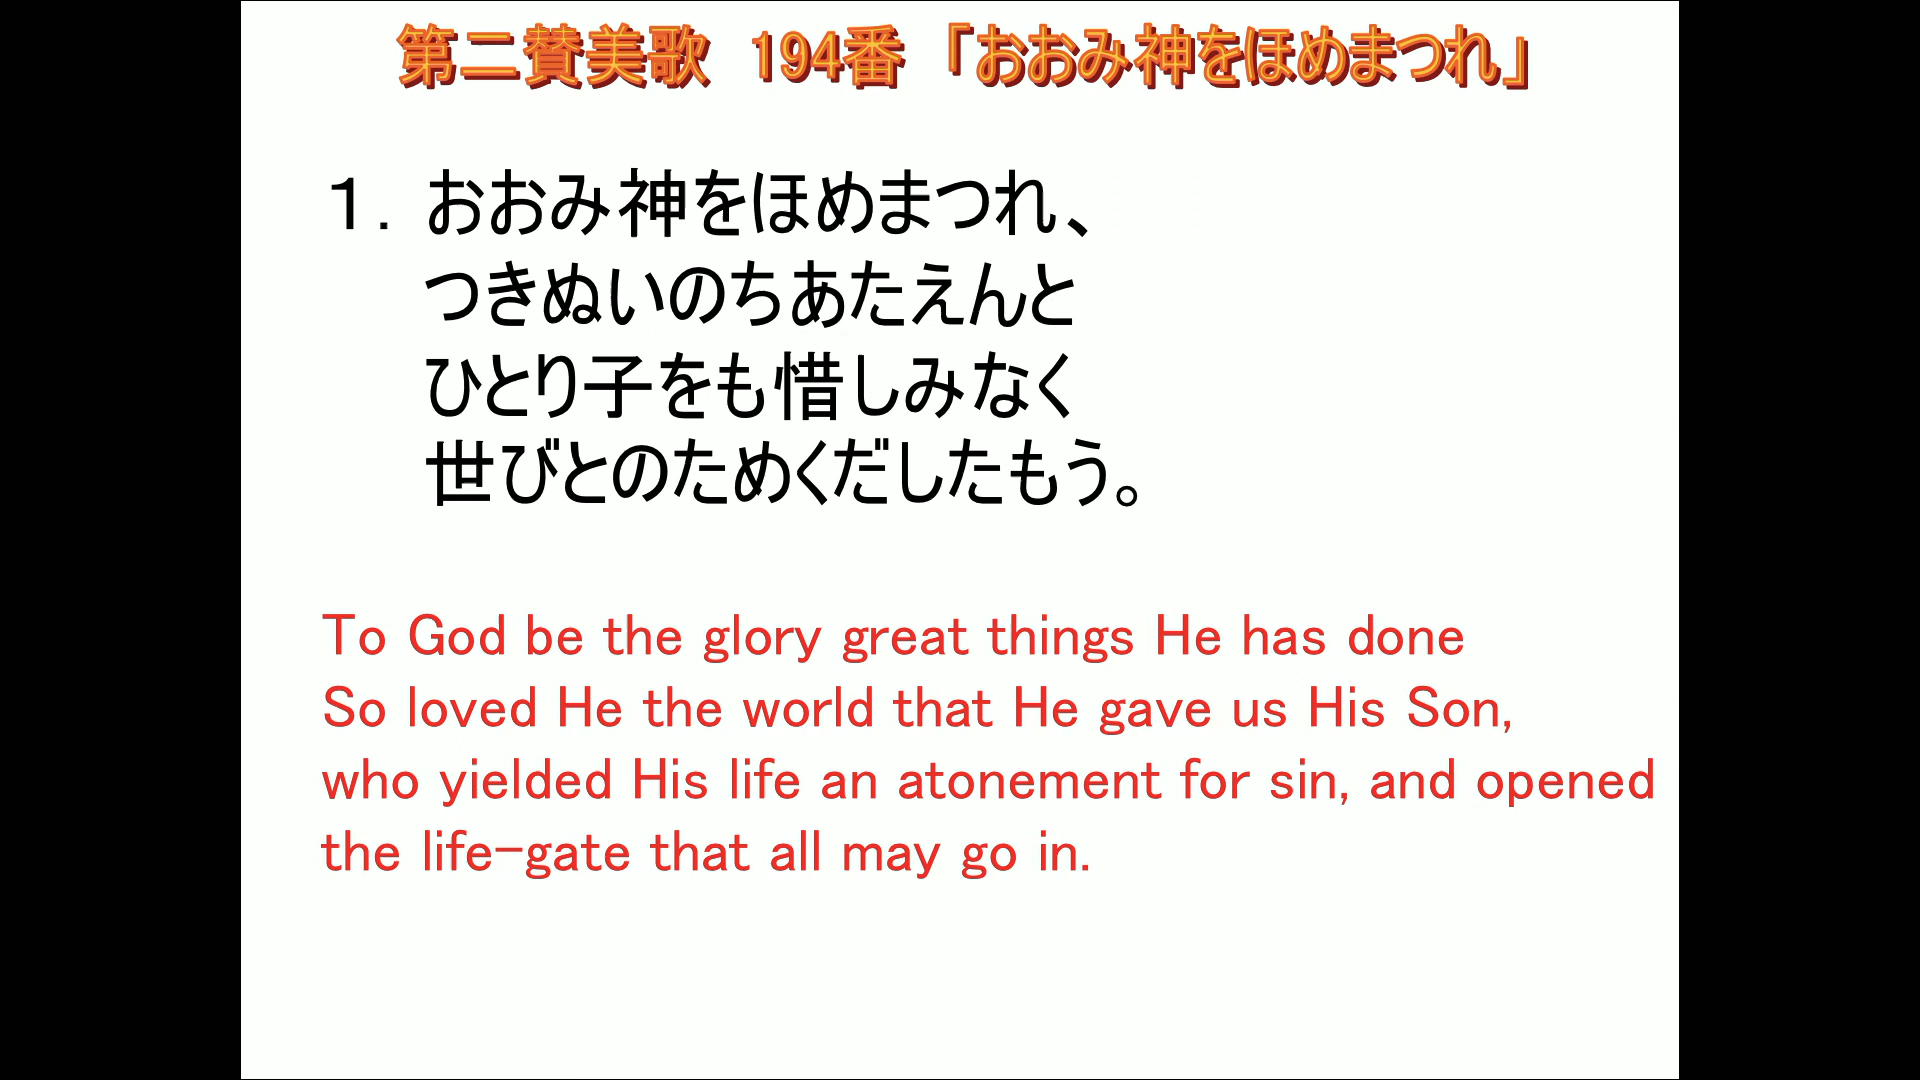 第二賛美歌　194番　「おおみ神をほめまつれ」
１．おおみ神をほめまつれ、
つきぬいのちあたえんと
ひとり子をも惜しみなく
世びとのためくだしたもう。
To God be the glory great things He has done
So loved He the world that He gave us His Son,
who yielded His life an atonement for sin, and opened
the life-gate that all may go in.